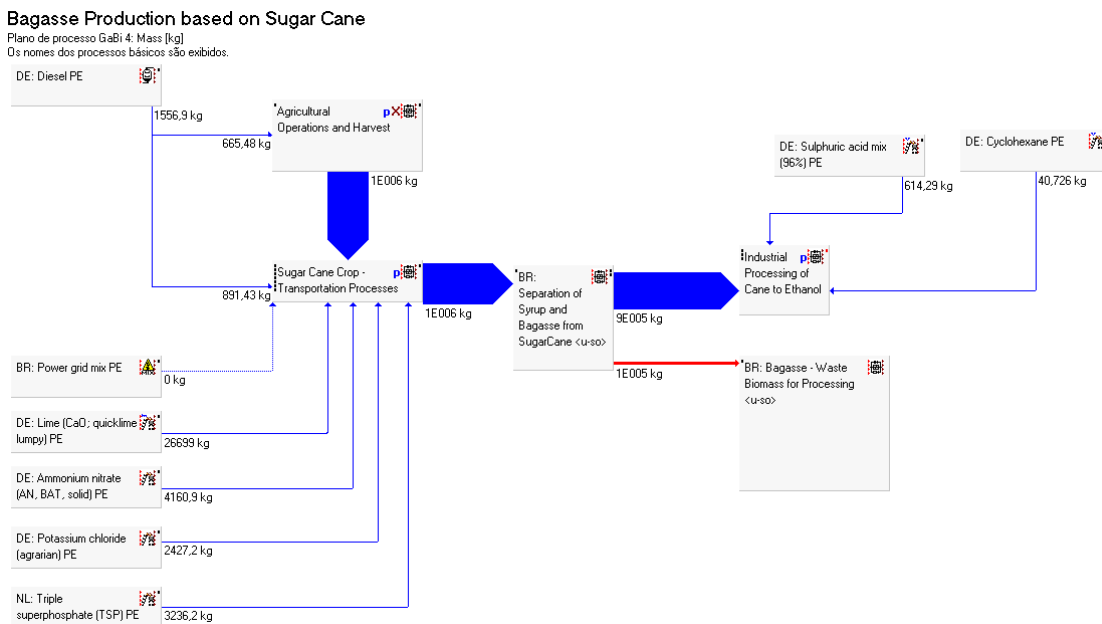 Bagasse Production based on Sugar Cane
Plano de processo GaBi 4: Mass [kg]
Os nomes dos processos básicos são exibidos.
DE: Diesel PE
1556,9 kg
665,48 kg
Agricultural
Operations and Harvest
p
1E006 kg
DE: Sulphuric acid mix
(96%) PE
614,29 kg
DE: Cyclohexane PE
40,726 kg
891,43 kg
Sugar Cane Crop -
Transportation Processes
p
1E006 kg
BR:
Separation of
Syrup and
Bagasse from
SugarCane <u-so>
9E005 kg
1E005 kg
Industrial
Processing of
Cane to Ethanol
p
BR: Bagasse - Waste
Biomass for Processing
<u-so>
BR: Power grid mix PE
0 kg
DE: Lime (CaO; quicklime
lumpy) PE
26699 kg
DE: Ammonium nitrate
(AN, BAT, solid) PE
4160,9 kg
DE: Potassium chloride
(agrarian) PE
2427,2 kg
NL: Triple
superphosphate (TSP) PE
3236,2 kg